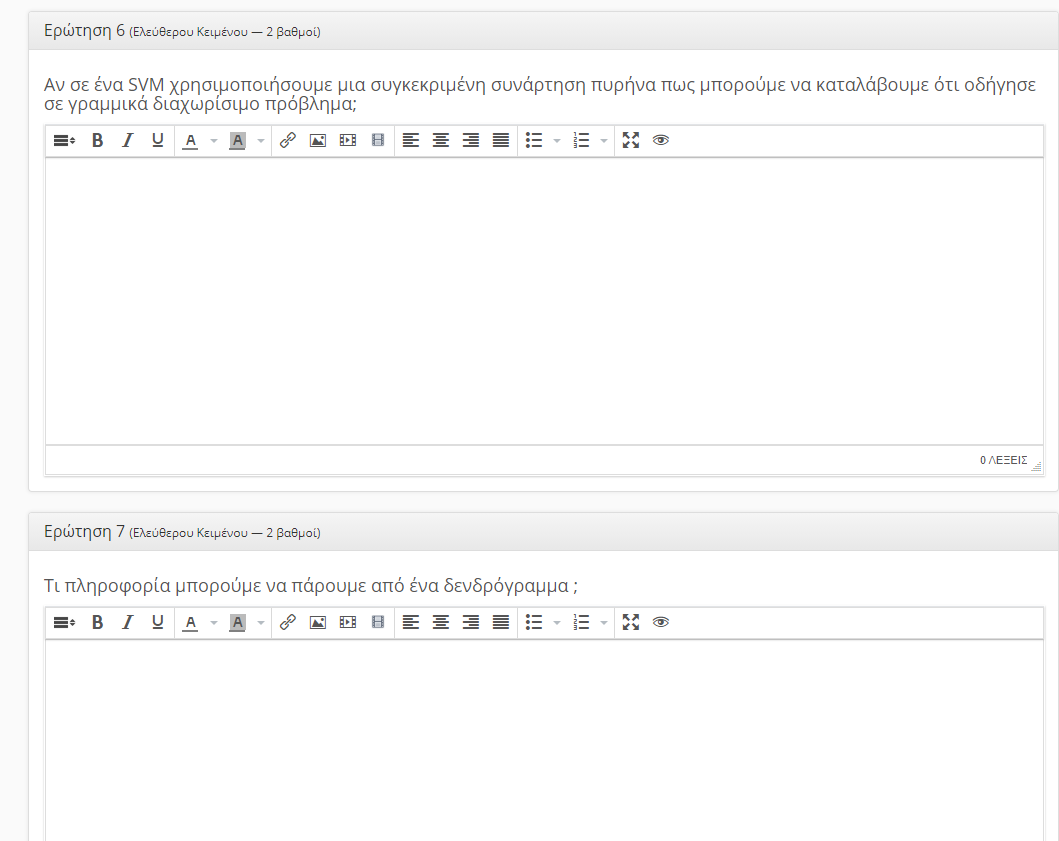 Ερώτηση 6 (Ελεύθερου Κειμένου — 2 βαθμοί)
Αν σε ένα SVM χρησιμοποιήσουμε μια συγκεκριμένη συνάρτηση πυρήνα πως μπορούμε να καταλάβουμε ότι οδήγησε
σε γραμμικά διαχωρίσιμο πρόβλημα;
0 ΛΕΞΕΙΣ
Ερώτηση 7 (Ελεύθερου Κειμένου — 2 βαθμοί)
Τι πληροφορία μπορούμε να πάρουμε από ένα δενδρόγραμμα ;